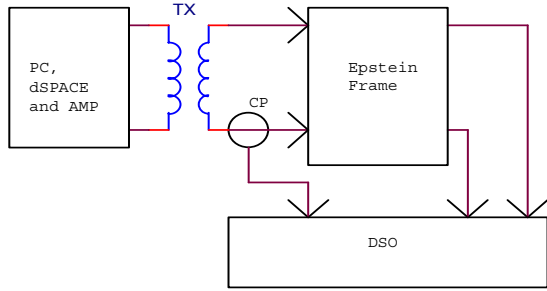 TX
PC,
dSPACE
and AMP
Epstein
Frame
CP
DSO